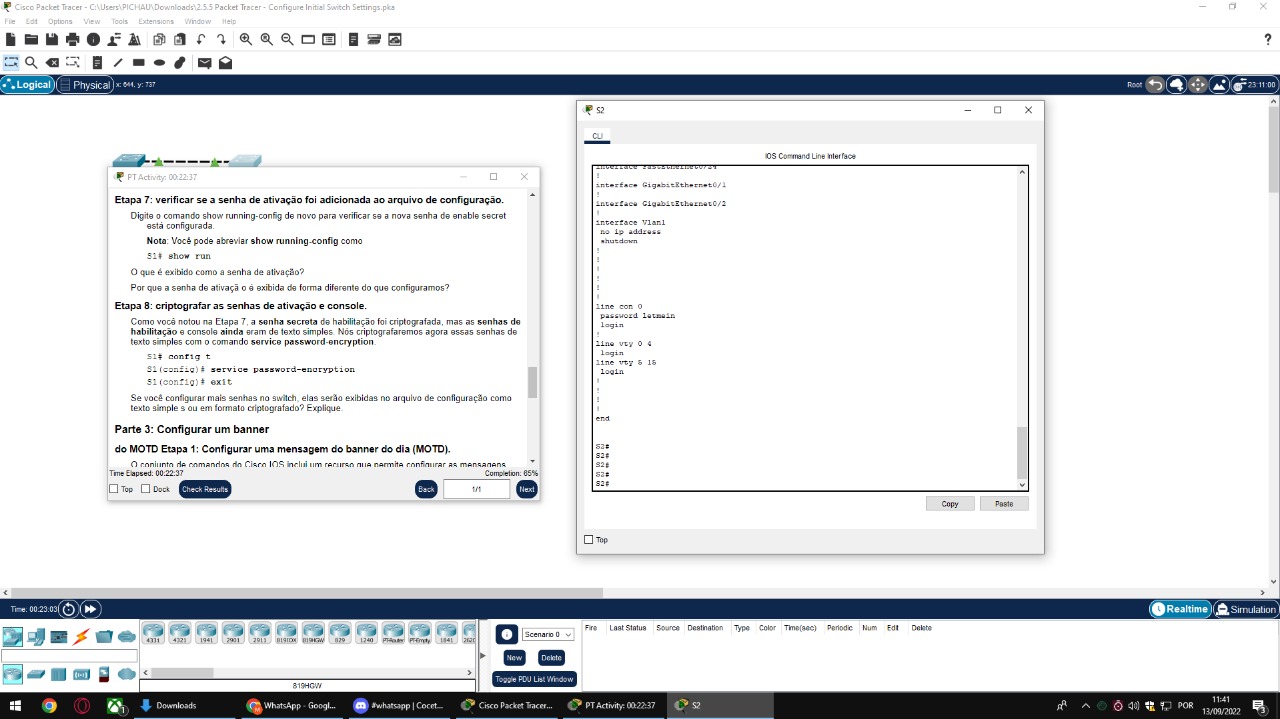 Cisco Packet Tracer - C:\Users\PICHAU\Downloads\2.5.5 Packet Tracer - Configure Initial Switch Settings.pka
File Edit Options View Tools Extensions Window Help
Logical Physical x: 644, y: 737
Root 23:11:00
PT Activity: 00:22:37
Etapa 7: verificar se a senha de ativação foi adicionada ao arquivo de configuração.
Digite o comando show running-config de novo para verificar se a nova senha de enable secret
está configurada.
Nota: Você pode abreviar show running-config como
S1# show run
O que é exibido como a senha de ativação?
Por que a senha de ativaçã o é exibida de forma diferente do que configuramos?
Etapa 8: criptografar as senhas de ativação e console.
Como você notou na Etapa 7, a senha secreta de habilitação foi criptografada, mas as senhas de
habilitação e console ainda eram de texto simples. Nós criptografaremos agora essas senhas de
texto simples com o comando service password-encryption.
S1# config t
S1(config)# service password-encryption
S1(config)# exit
Se você configurar mais senhas no switch, elas serão exibidas no arquivo de configuração como
texto simple s ou em formato criptografado? Explique.
Parte 3: Configurar um banner
do MOTD Etapa 1: Configurar uma mensagem do banner do dia (MOTD).
O conjunto de comandos do Cisco IOS inclui um recurso que permite configurar as mensagens
Time Elapsed: 00:22:37 Completion: 65%
Top Dock Check Results Back 1/1 Next
S2
CLI
IOS Command Line Interface
interface FastEthernet0/24
!
interface GigabitEthernet0/1
!
interface GigabitEthernet0/2
!
interface Vlan1
no ip address
shutdown
!
!
!
!
!
!
line con 0
password letmein
login
!
line vty 0 4
login
line vty 5 15
login
!
!
!
!
end
S2#
S2#
S2#
S2#
S2#
Copy Paste
Top
Time: 00:23:03 Realtime Simulation
4331 4321 1941 2901 2911 819IOX 819HGW 829 1240 PT-Router PT-Empty 1841 2620
819HGW
Scenario 0
New Delete
Toggle PDU List Window
Fire Last Status Source Destination Type Color Time(sec) Periodic Num Edit Delete
Downloads WhatsApp - Googl... #whatsapp | Cocet... Cisco Packet Tracer... PT Activity: 00:22:37 S2 POR
11:41
13/09/2022